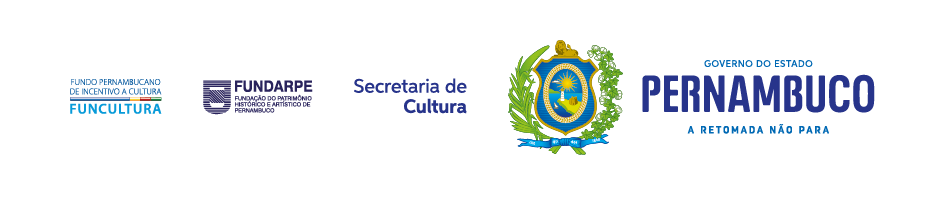 FUNDO PERNAMBUCANO
DE INCENTIVO A CULTURA
FUNCULTURA
FUNDARPE
FUNDAÇÃO DO PATRIMÔNIO
HISTÓRICO E ARTÍSTICO DE
PERNAMBUCO
Secretaria de
Cultura
GOVERNO DO ESTADO
PERNAMBUCO
A RETOMADA NÃO PARA